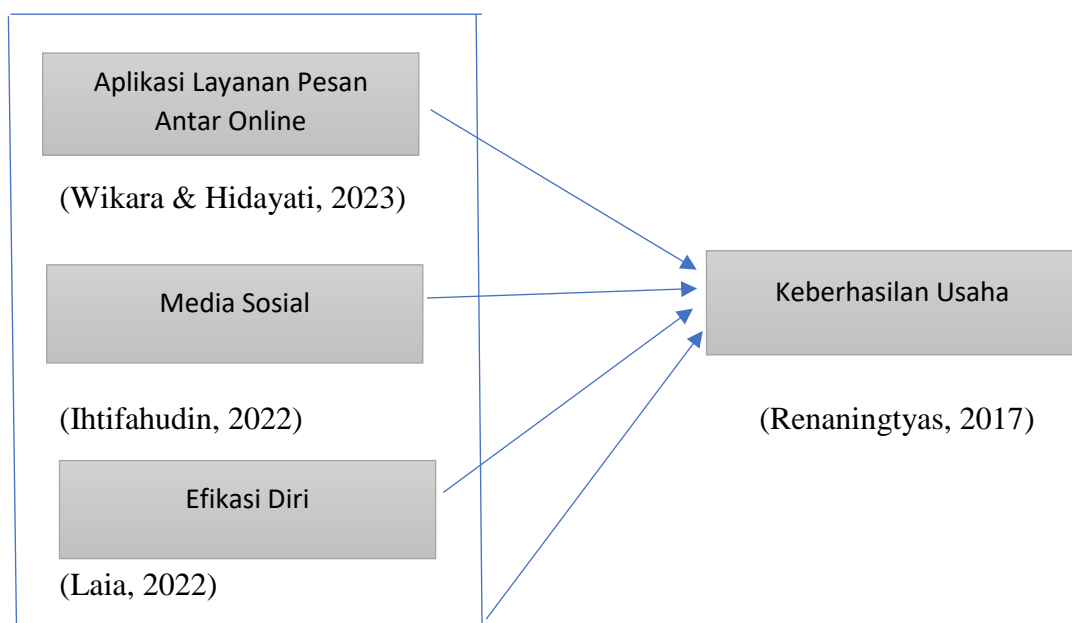 Aplikasi Layanan Pesan
Antar Online
(Wikara & Hidayati, 2023)
Media Sosial
(Ihtifahudin, 2022)
Efikasi Diri
(Laia, 2022)
Keberhasilan Usaha
(Renaningtyas, 2017)